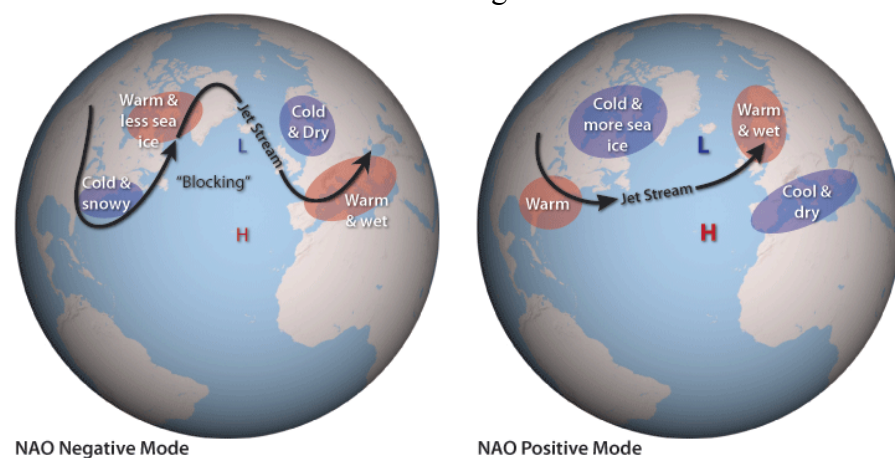 Warm &
less sea
ice
Jet Stream
Cold
& Dry
L
Cold &
snowy
"Blocking"
Warm
& wet
H
NAO Negative Mode
Cold &
more sea
ice
Warm
& wet
L
Warm
Jet Stream
Cool &
dry
H
NAO Positive Mode